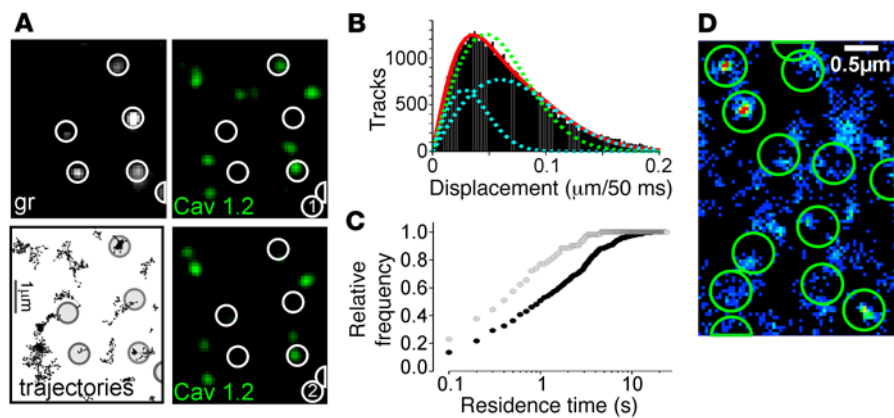 A
gr
Cav 1.2
1
1μm
trajectories
Cav 1.2
2
B
Tracks
1000
500
0
0
0.1
0.2
Displacement (μm/50 ms)
C
Relative
frequency
1.0
0.8
0.6
0.4
0.2
0.0
0.1
1
10
Residence time (s)
D
0.5μm